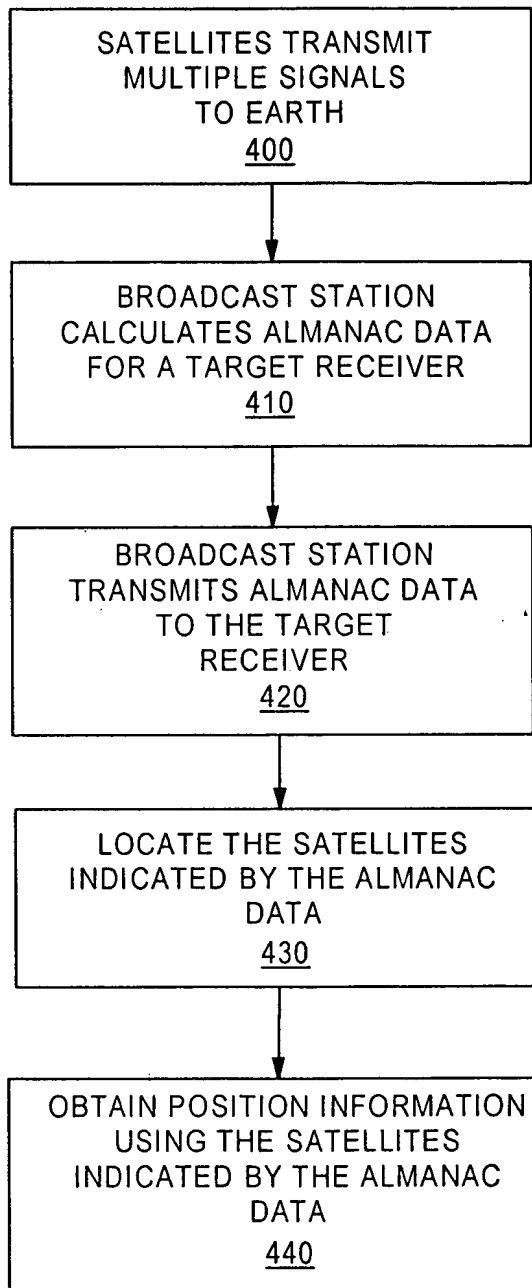 SATELLITES TRANSMIT
MULTIPLE SIGNALS
TO EARTH
400
BROADCAST STATION
CALCULATES ALMANAC DATA
FOR A TARGET RECEIVER
410
BROADCAST STATION
TRANSMITS ALMANAC DATA
TO THE TARGET
RECEIVER
420
LOCATE THE SATELLITES
INDICATED BY THE ALMANAC
DATA
430
OBTAIN POSITION INFORMATION
USING THE SATELLITES
INDICATED BY THE ALMANAC
DATA
440